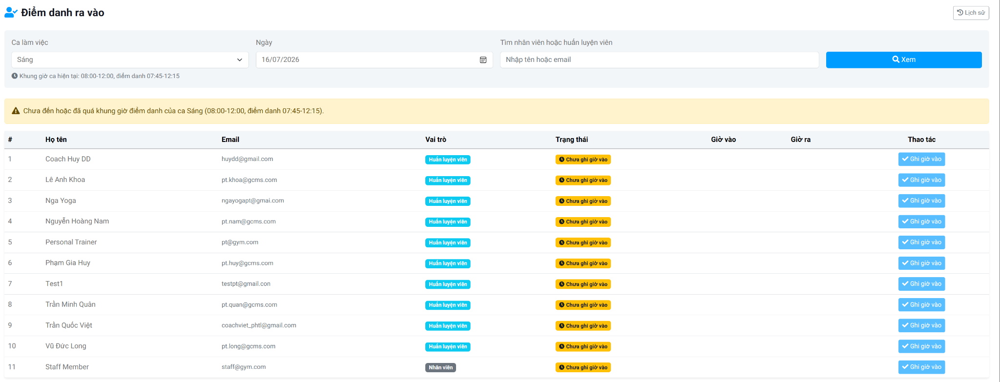 Điểm danh ra vào
Lịch sử
Ca làm việc
Ngày
Tìm nhân viên hoặc huấn luyện viên
Sáng
16/07/2026
Nhập tên hoặc email
Xem
Khung giờ ca hiện tại: 08:00-12:00, điểm danh 07:45-12:15
Chưa đến hoặc đã quá khung giờ điểm danh của ca Sáng (08:00-12:00, điểm danh 07:45-12:15).
# Họ tên Email Vai trò Trạng thái Giờ vào Giờ ra Thao tác
1 Coach Huy DD huydd@gmail.com Huấn luyện viên Chưa ghi giờ vào Ghi giờ vào
2 Lê Anh Khoa pt.khoa@gcms.com Huấn luyện viên Chưa ghi giờ vào Ghi giờ vào
3 Nga Yoga ngayogapt@gmai.com Huấn luyện viên Chưa ghi giờ vào Ghi giờ vào
4 Nguyễn Hoàng Nam pt.nam@gcms.com Huấn luyện viên Chưa ghi giờ vào Ghi giờ vào
5 Personal Trainer pt@gym.com Huấn luyện viên Chưa ghi giờ vào Ghi giờ vào
6 Phạm Gia Huy pt.huy@gcms.com Huấn luyện viên Chưa ghi giờ vào Ghi giờ vào
7 Test1 testpt@gmail.con Huấn luyện viên Chưa ghi giờ vào Ghi giờ vào
8 Trần Minh Quân pt.quan@gcms.com Huấn luyện viên Chưa ghi giờ vào Ghi giờ vào
9 Trần Quốc Việt coachviet_phtl@gmail.com Huấn luyện viên Chưa ghi giờ vào Ghi giờ vào
10 Vũ Đức Long pt.long@gcms.com Huấn luyện viên Chưa ghi giờ vào Ghi giờ vào
11 Staff Member staff@gym.com Nhân viên Chưa ghi giờ vào Ghi giờ vào